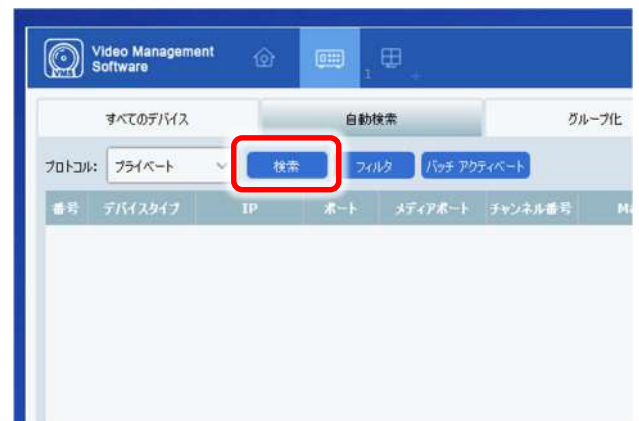 Video Management
Software
1
すべてのデバイス 自動検索 グループ化
プロトコル: プライベート 検索 フィルタ バッチ アクティベート
番号 デバイスタイプ IP ポート メディアポート チャンネル番号